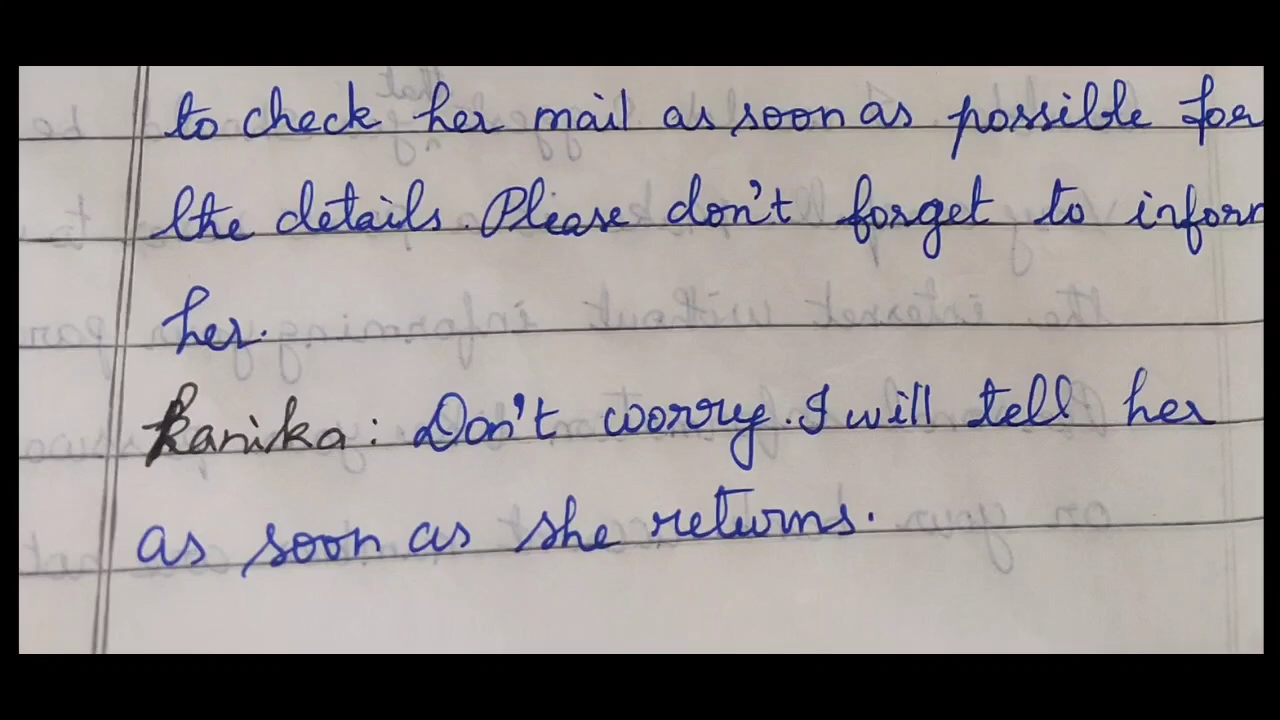 to check her mail as soon as possible for
the details. Please don't forget to inform
her.
Kanika: Don't worry. I will tell her
as soon as she returns.